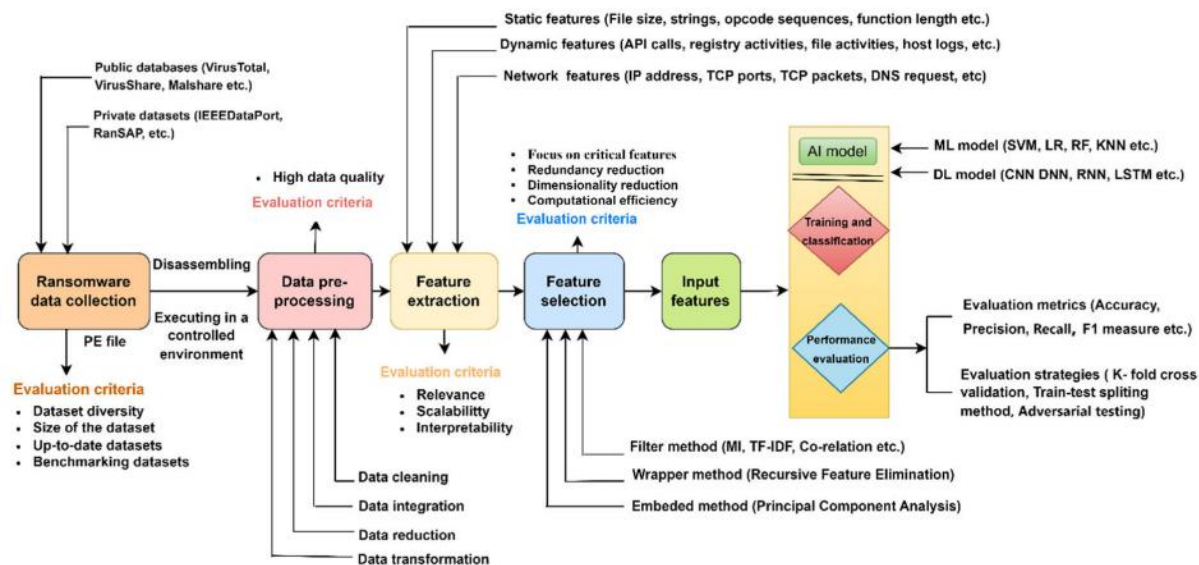 Static features (File size, strings, opcode sequences, function length etc.)
Dynamic features (API calls, registry activities, file activities, host logs, etc.)
Network features (IP address, TCP ports, TCP packets, DNS request, etc)
Public databases (VirusTotal,
VirusShare, Malshare etc.)
Private datasets (IEEEDataPort,
RanSAP, etc.)
• High data quality
Evaluation criteria
• Focus on critical features
• Redundancy reduction
• Dimensionality reduction
• Computational efficiency
Evaluation criteria
AI model
ML model (SVM, LR, RF, KNN etc.)
DL model (CNN DNN, RNN, LSTM etc.)
Training and
classification
Ransomware
data collection
Disassembling
Executing in a
controlled
environment
Data pre-
processing
Feature
extraction
Feature
selection
Input
features
Performance
evaluation
Evaluation metrics (Accuracy,
Precision, Recall, F1 measure etc.)
Evaluation strategies ( K- fold cross
validation, Train-test spliting
method, Adversarial testing)
PE file
Evaluation criteria
• Dataset diversity
• Size of the dataset
• Up-to-date datasets
• Benchmarking datasets
Evaluation criteria
• Relevance
• Scalabilitty
• Interpretability
Data cleaning
Data integration
Data reduction
Data transformation
Filter method (MI, TF-IDF, Co-relation etc.)
Wrapper method (Recursive Feature Elimination)
Embeded method (Principal Component Analysis)